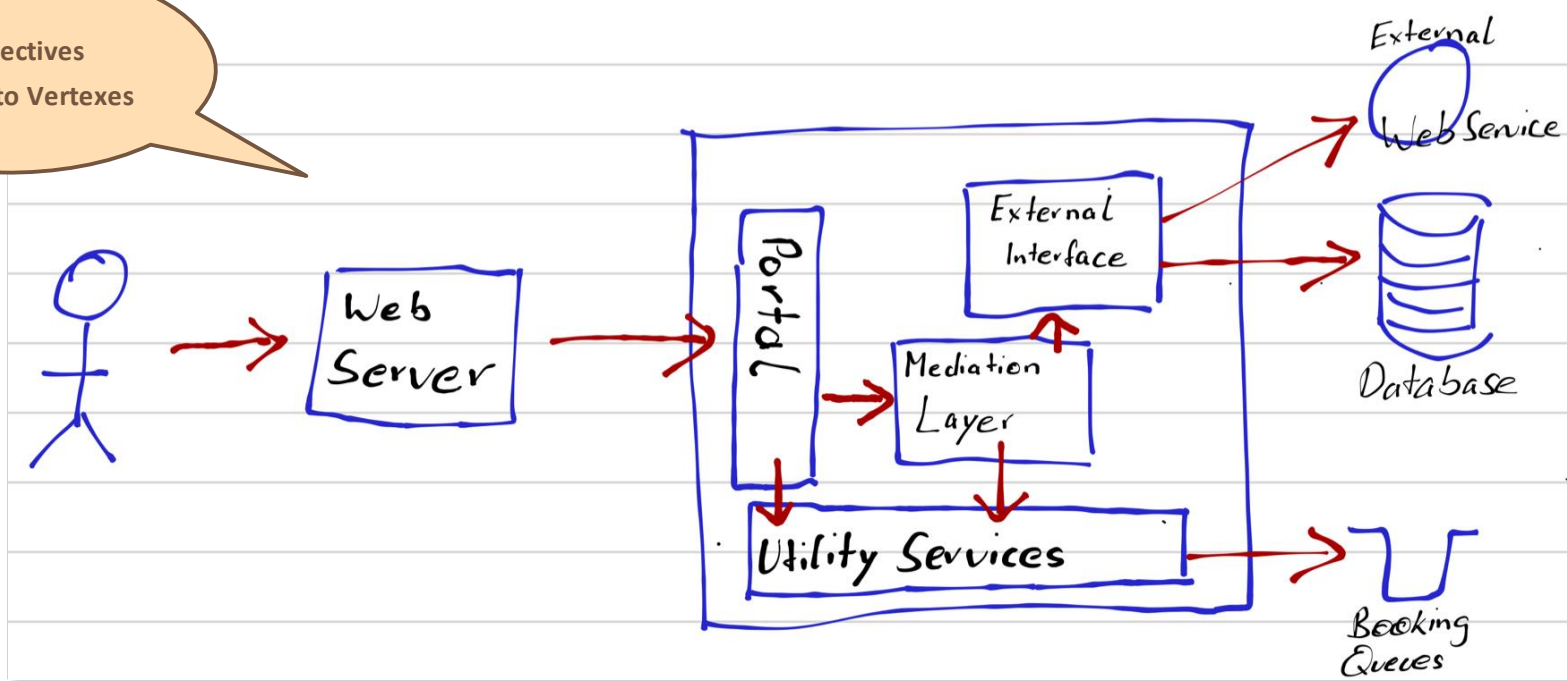 ectives
to Vertexes
External
Web Service
Portal
External
Interface
Web
Server
Mediation
Layer
Database
Utility Services
Booking
Queues